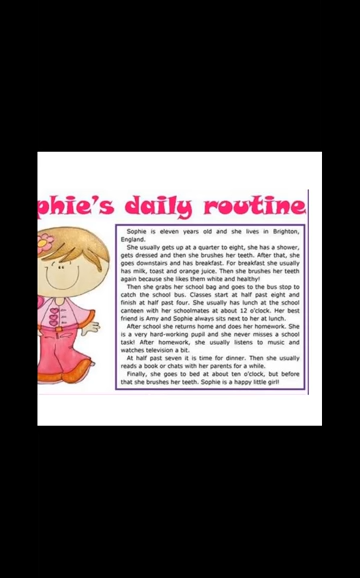 phie's daily routine
Sophie is eleven years old and she lives in Brighton,
England.
She usually gets up at a quarter to eight, she has a shower,
gets dressed and then she brushes her teeth. After that, she
goes downstairs and has breakfast. For breakfast she usually
has milk, toast and orange juice. Then she brushes her teeth
again because she likes them white and healthy!
Then she grabs her school bag and goes to the bus stop to
catch the school bus. Classes start at half past eight and
finish at half past four. She usually has lunch at the school
canteen with her schoolmates at about 12 o'clock. Her best
friend is Amy and Sophie always sits next to her at lunch.
After school she returns home and does her homework. She
is a very hard-working pupil and she never misses a school
task! After homework, she usually listens to music and
watches television a bit.
At half past seven it is time for dinner. Then she usually
reads a book or chats with her parents for a while.
Finally, she goes to bed at about ten o'clock, but before
that she brushes her teeth. Sophie is a happy little girl!